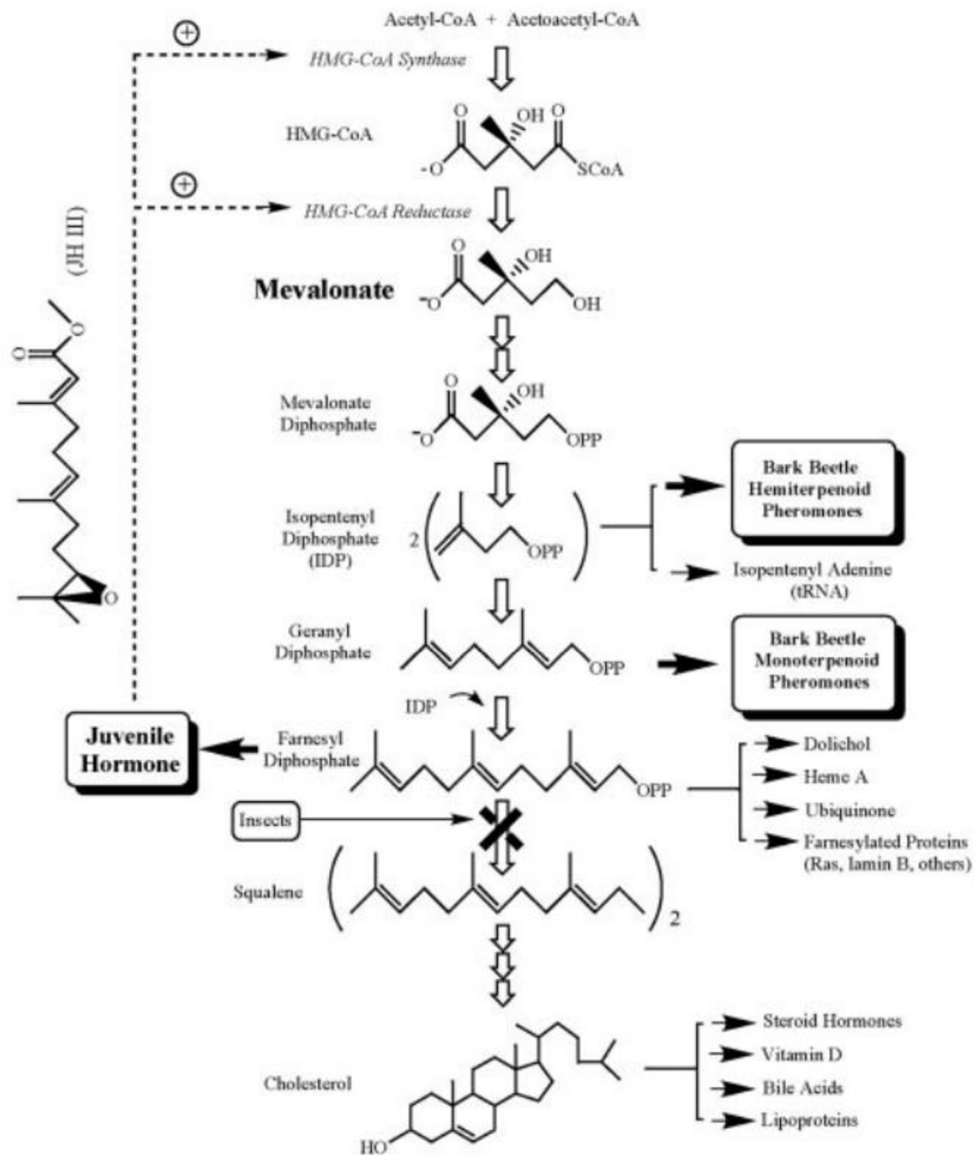 Acetyl-CoA + Acetoacetyl-CoA
+
HMG-CoA Synthase
HMG-CoA
O
OH
O
-O
SCoA
+
HMG-CoA Reductase
(JH III)
O
OH
Mevalonate
-O
OH
O
O
O
OH
Mevalonate
Diphosphate
-O
OPP
Bark Beetle
Hemiterpenoid
Pheromones
Isopentenyl
Diphosphate
(IDP)
2
OPP
Isopentenyl Adenine
(tRNA)
O
Geranyl
Diphosphate
OPP
Bark Beetle
Monoterpenoid
Pheromones
IDP
Juvenile
Hormone
Farnesyl
Diphosphate
OPP
Dolichol
Heme A
Ubiquinone
Farnesylated Proteins
(Ras, lamin B, others)
Insects
Squalene
2
Cholesterol
HO
Steroid Hormones
Vitamin D
Bile Acids
Lipoproteins